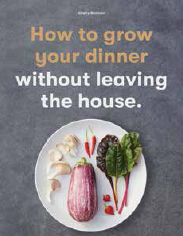 How to grow
your dinner
without leaving
the house.